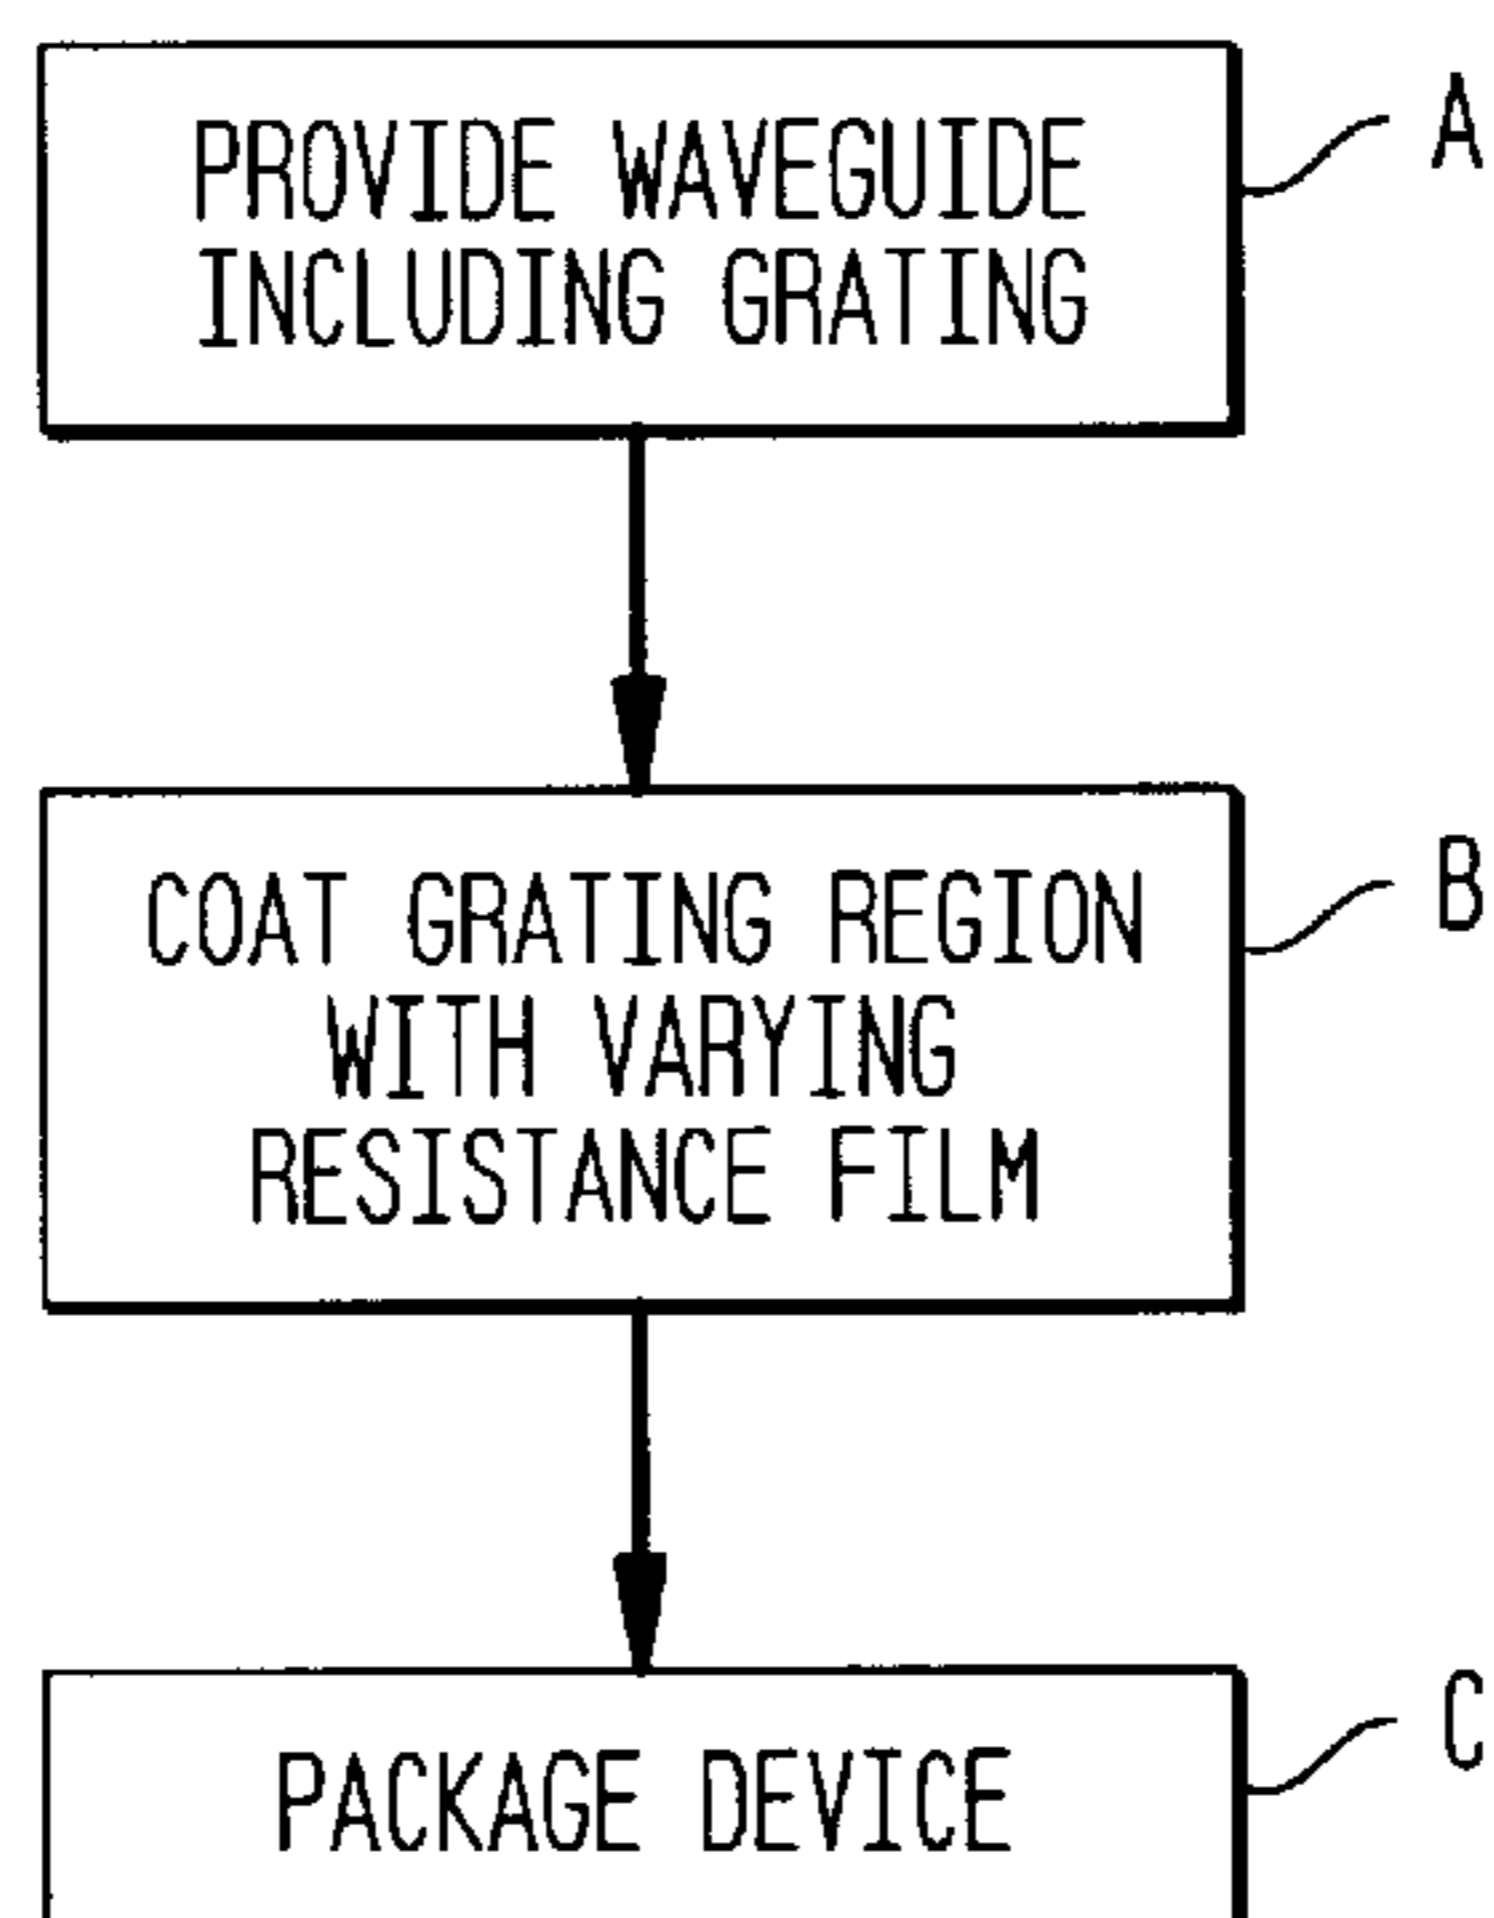 PROVIDE WAVEGUIDE
INCLUDING GRATING
A
COAT GRATING REGION
WITH VARYING
RESISTANCE FILM
B
PACKAGE DEVICE
C